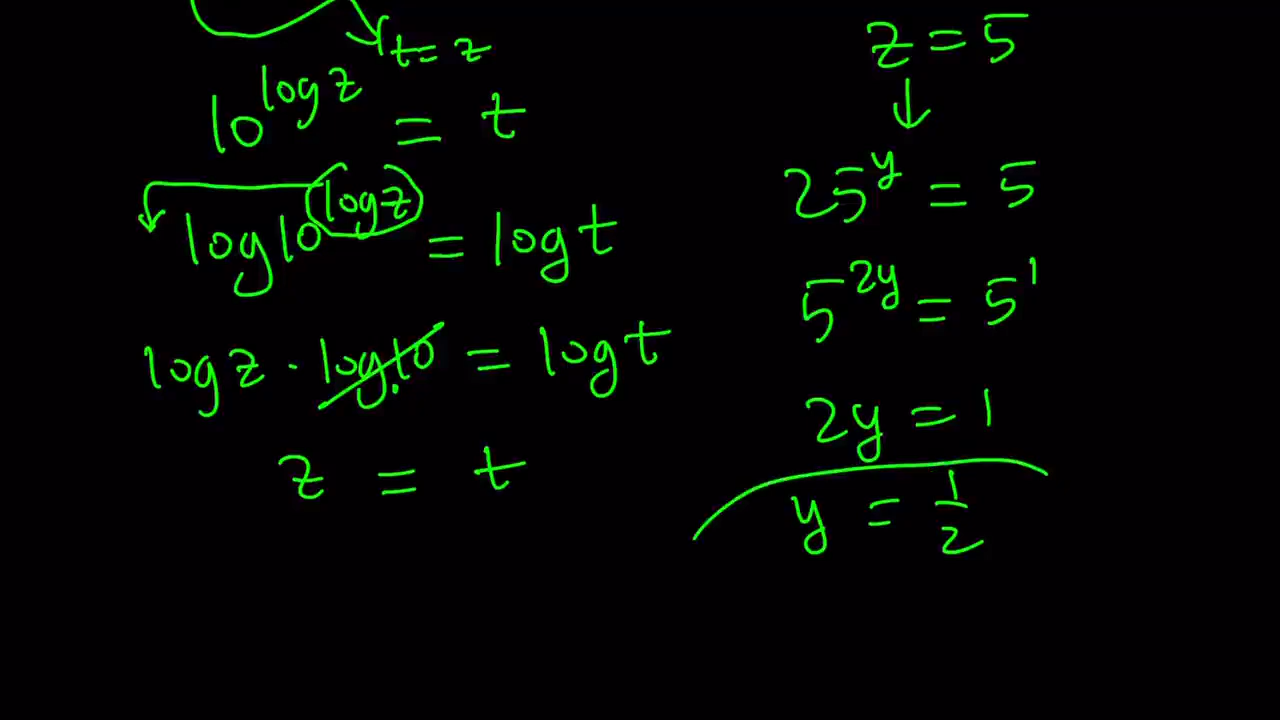 t = z
10^{log z} = t
log 10^{log z} = log t
log z · log 10 = log t
z = t
z = 5
↓
25^y = 5
5^{2y} = 5^1
2y = 1
y = 1/2